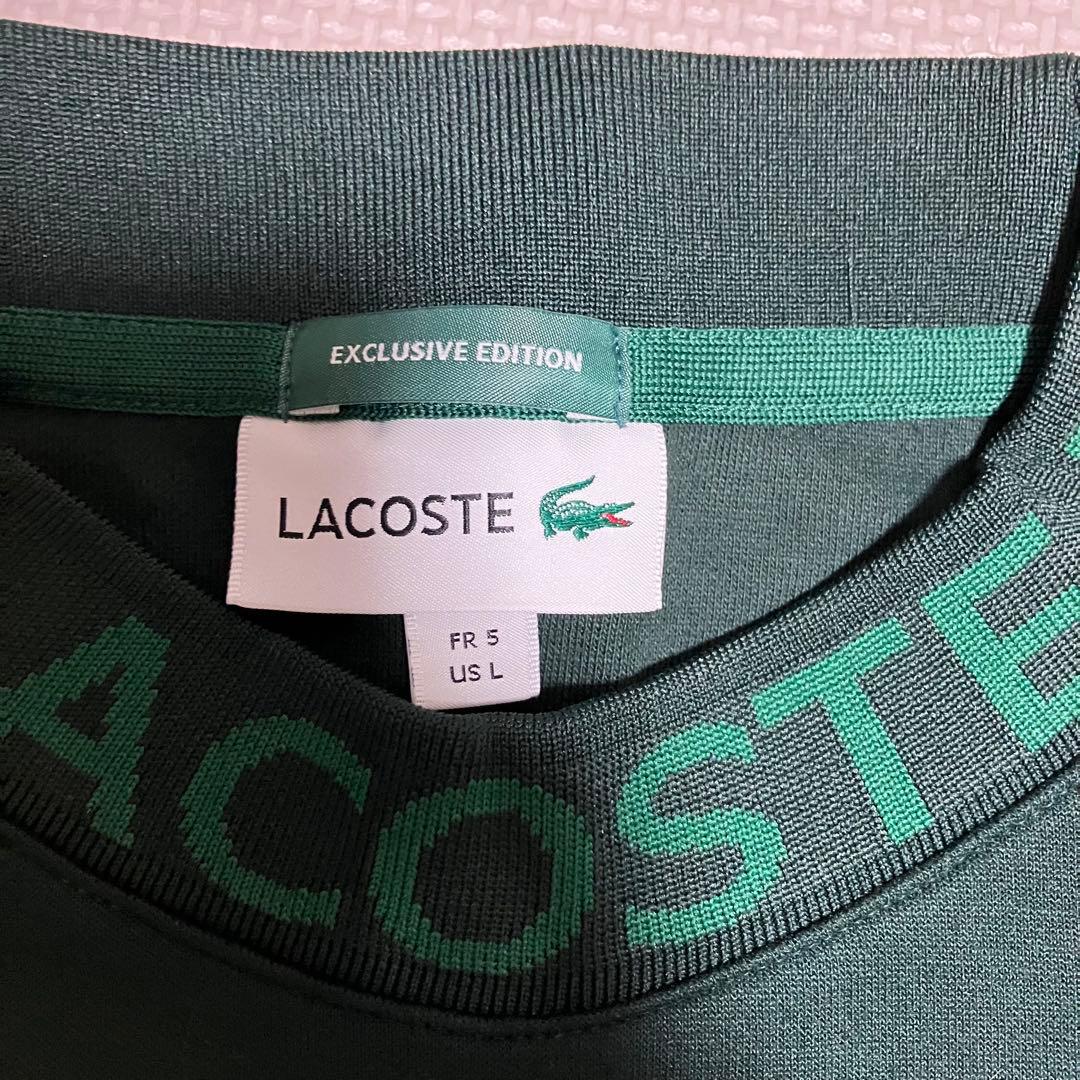 EXCLUSIVE EDITION
LACOSTE
FR 5
US L
ACOSTE